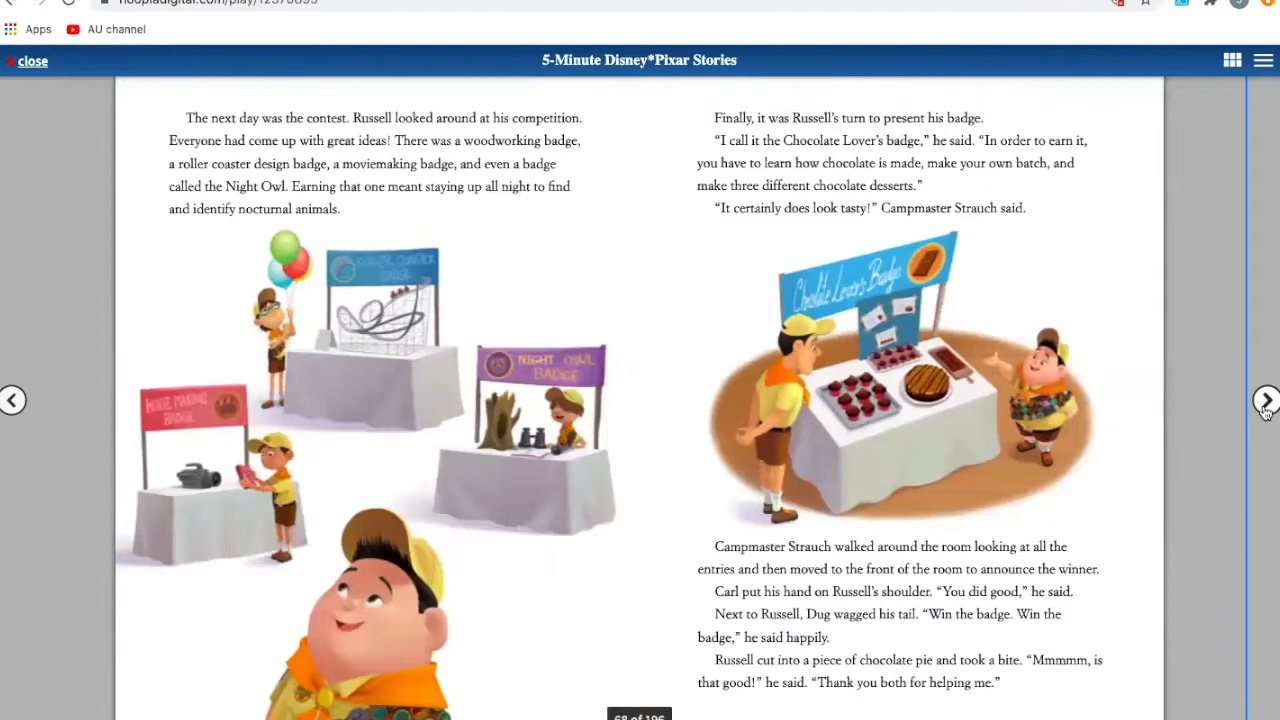 Apps
AU channel
close
5-Minute Disney*Pixar Stories
The next day was the contest. Russell looked around at his competition.
Everyone had come up with great ideas! There was a woodworking badge,
a roller coaster design badge, a moviemaking badge, and even a badge
called the Night Owl. Earning that one meant staying up all night to find
and identify nocturnal animals.
MOVIE MAKING
BADGE
NIGHT OWL
BADGE
Finally, it was Russell’s turn to present his badge.
“I call it the Chocolate Lover’s badge,” he said. “In order to earn it,
you have to learn how chocolate is made, make your own batch, and
make three different chocolate desserts.”
“It certainly does look tasty!” Campmaster Strauch said.
Chocolate Lover's Badge
Campmaster Strauch walked around the room looking at all the
entries and then moved to the front of the room to announce the winner.
Carl put his hand on Russell’s shoulder. “You did good,” he said.
Next to Russell, Dug wagged his tail. “Win the badge. Win the
badge,” he said happily.
Russell cut into a piece of chocolate pie and took a bite. “Mmmmm, is
that good!” he said. “Thank you both for helping me.”
68 of 196